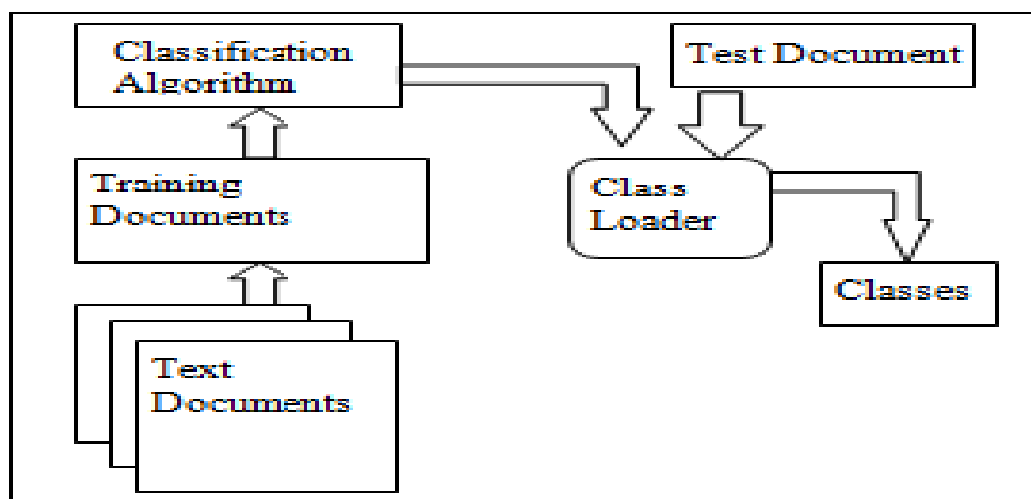 Classification
Algorithm
Test Document
Training
Documents
Class
Loader
Classes
Text
Documents